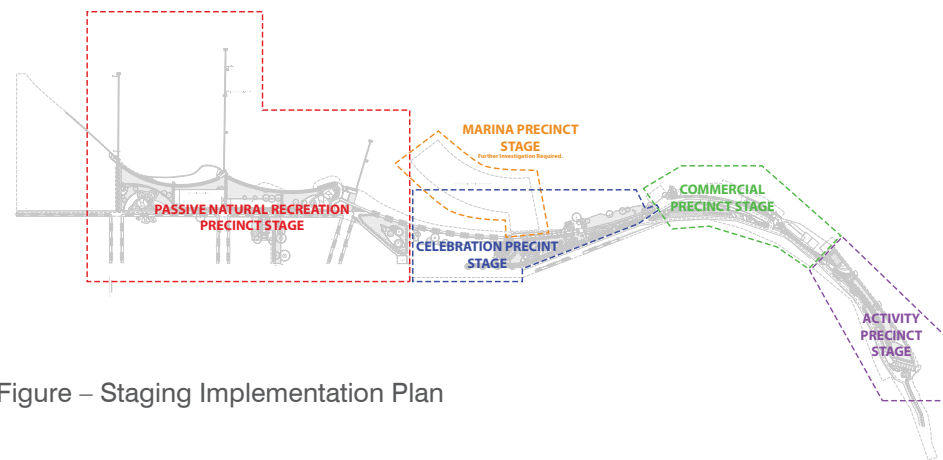 MARINA PRECINCT
STAGE
Further Investigation Required.
COMMERCIAL
PRECINCT STAGE
PASSIVE NATURAL RECREATION
PRECINCT STAGE
CELEBRATION PRECINT
STAGE
ACTIVITY
PRECINCT
STAGE
Figure – Staging Implementation Plan